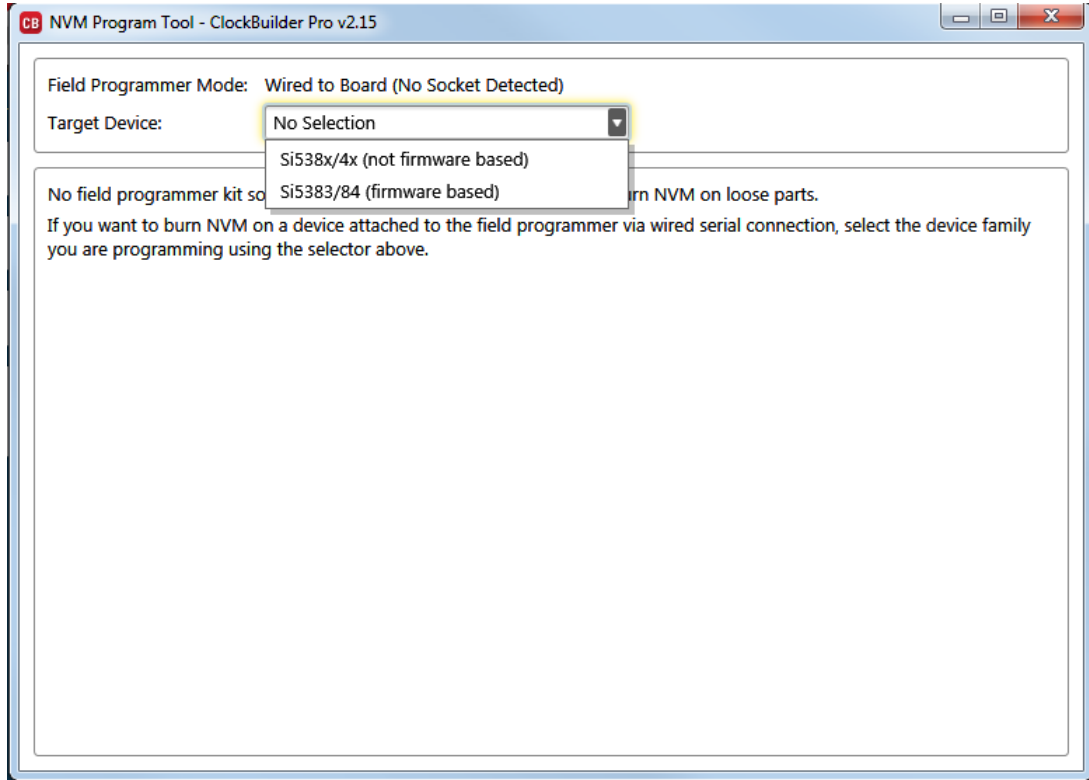 CB NVM Program Tool - ClockBuilder Pro v2.15
Field Programmer Mode: Wired to Board (No Socket Detected)
Target Device: No Selection
Si538x/4x (not firmware based)
Si5383/84 (firmware based)
No field programmer kit so rn NVM on loose parts.
If you want to burn NVM on a device attached to the field programmer via wired serial connection, select the device family
you are programming using the selector above.